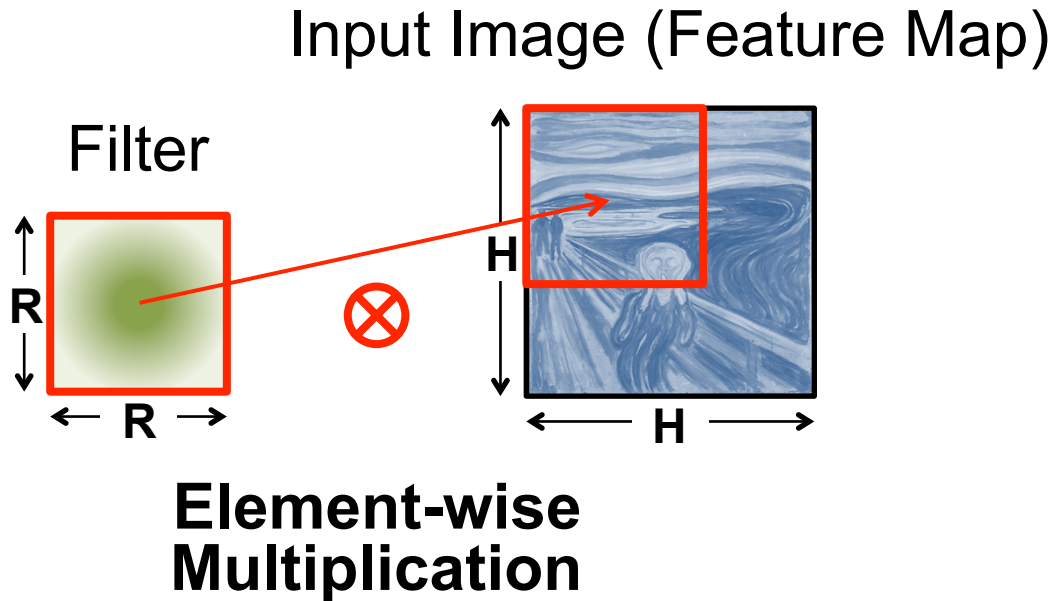 Input Image (Feature Map)
Filter
R
R
H
H
Element-wise
Multiplication